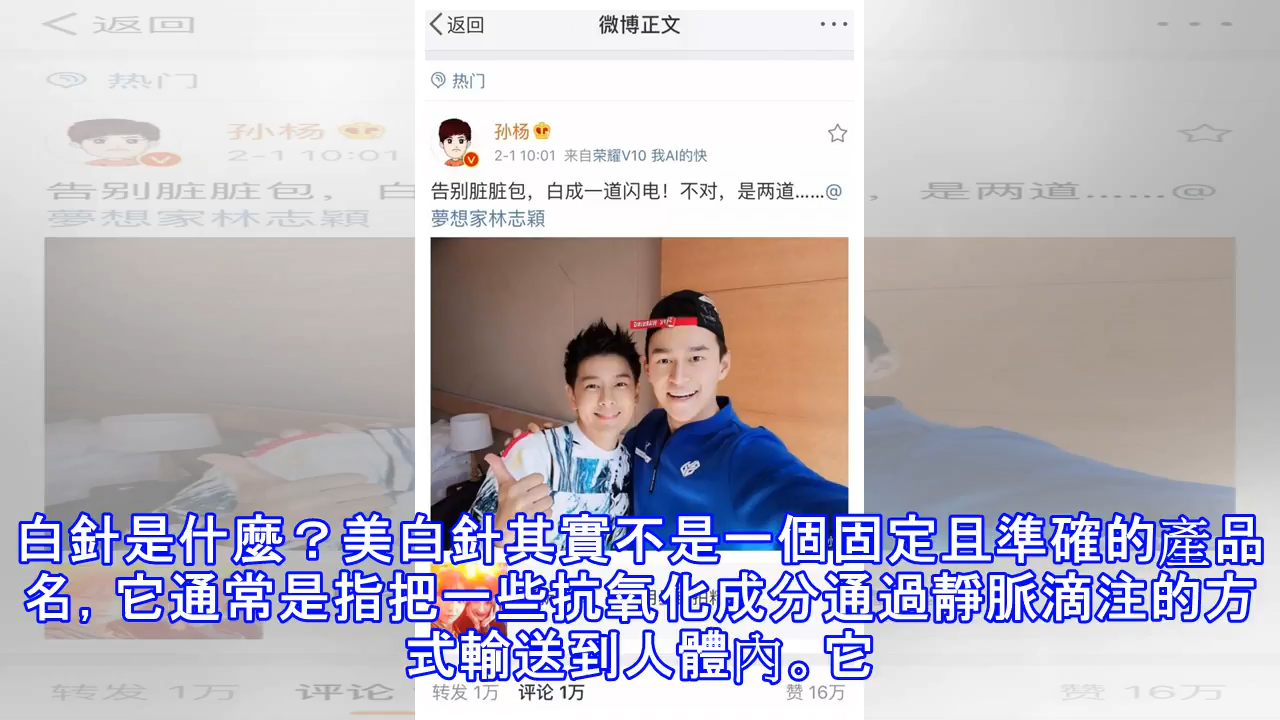 返回
微博正文
热门
孙杨
2-1 10:01 来自荣耀V10 我AI的快
告别脏脏包，白成一道闪电！不对，是两道……@
夢想家林志穎
白針是什麼？美白針其實不是一個固定且準確的產品
名，它通常是指把一些抗氧化成分通過靜脈滴注的方
式輸送到人體內。它
转发 1万 评论 1万 赞 16万